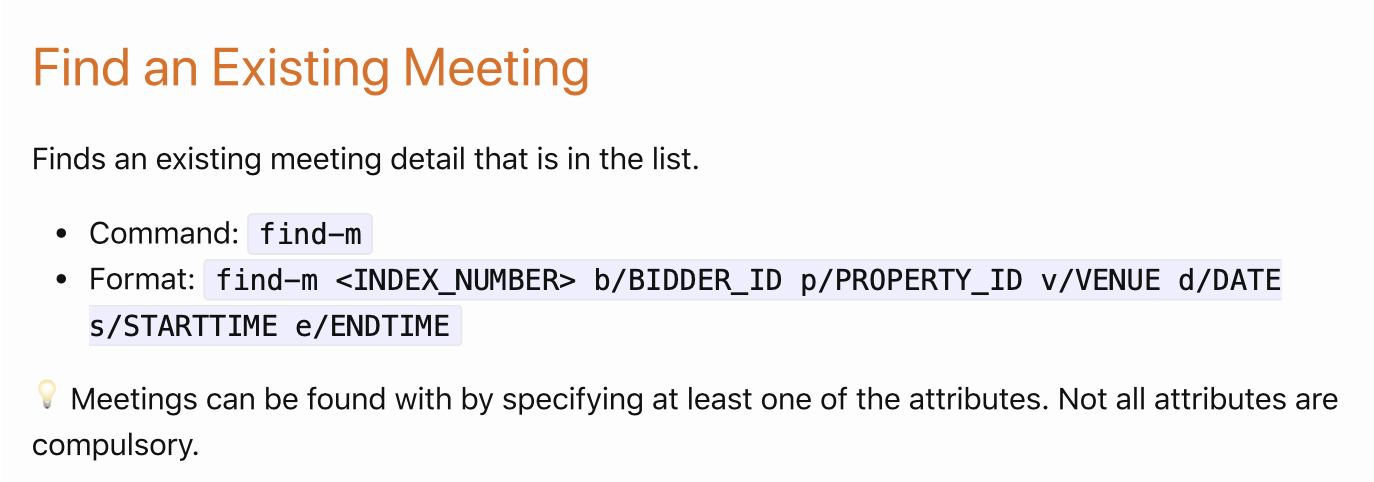 Find an Existing Meeting
Finds an existing meeting detail that is in the list.
• Command: find-m
• Format: find-m <INDEX_NUMBER> b/BIDDER_ID p/PROPERTY_ID v/VENUE d/DATE
s/STARTTIME e/ENDTIME
💡 Meetings can be found with by specifying at least one of the attributes. Not all attributes are
compulsory.